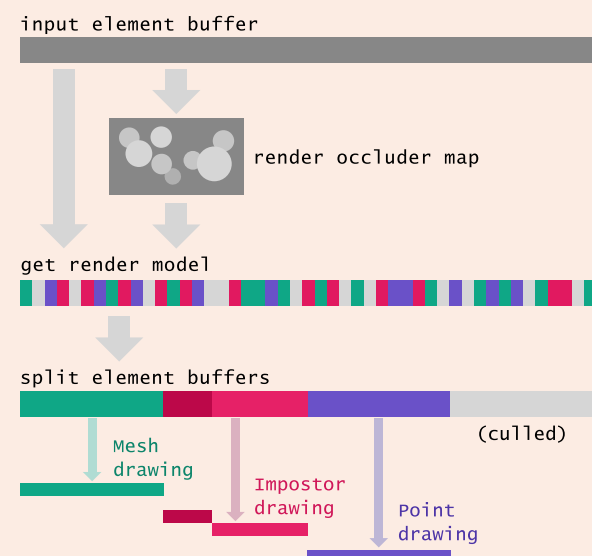 input element buffer
render occluder map
get render model
split element buffers
(culled)
Mesh
drawing
Impostor
drawing
Point
drawing